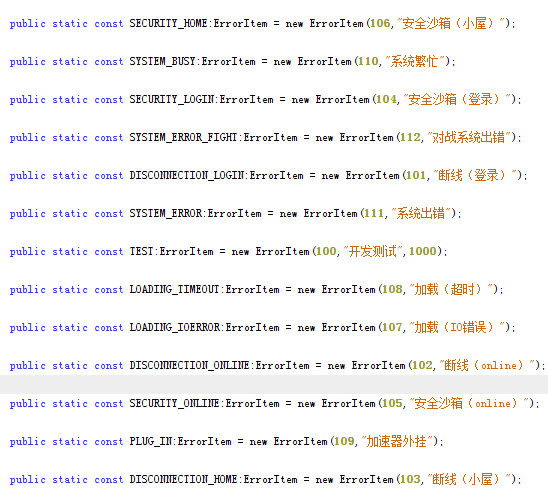 public static const SECURITY_HOME:ErrorItem = new ErrorItem(106,"安全沙箱（小屋）");
public static const SYSTEM_BUSY:ErrorItem = new ErrorItem(110,"系统繁忙");
public static const SECURITY_LOGIN:ErrorItem = new ErrorItem(104,"安全沙箱（登录）");
public static const SYSTEM_ERROR_FIGHT:ErrorItem = new ErrorItem(112,"对战系统出错");
public static const DISCONNECTION_LOGIN:ErrorItem = new ErrorItem(101,"断线（登录）");
public static const SYSTEM_ERROR:ErrorItem = new ErrorItem(111,"系统出错");
public static const TEST:ErrorItem = new ErrorItem(100,"开发测试",1000);
public static const LOADING_TIMEOUT:ErrorItem = new ErrorItem(108,"加载（超时）");
public static const LOADING_IOERROR:ErrorItem = new ErrorItem(107,"加载（IO错误）");
public static const DISCONNECTION_ONLINE:ErrorItem = new ErrorItem(102,"断线（online）");
public static const SECURITY_ONLINE:ErrorItem = new ErrorItem(105,"安全沙箱（online）");
public static const PLUG_IN:ErrorItem = new ErrorItem(109,"加速器外挂");
public static const DISCONNECTION_HOME:ErrorItem = new ErrorItem(103,"断线（小屋）");